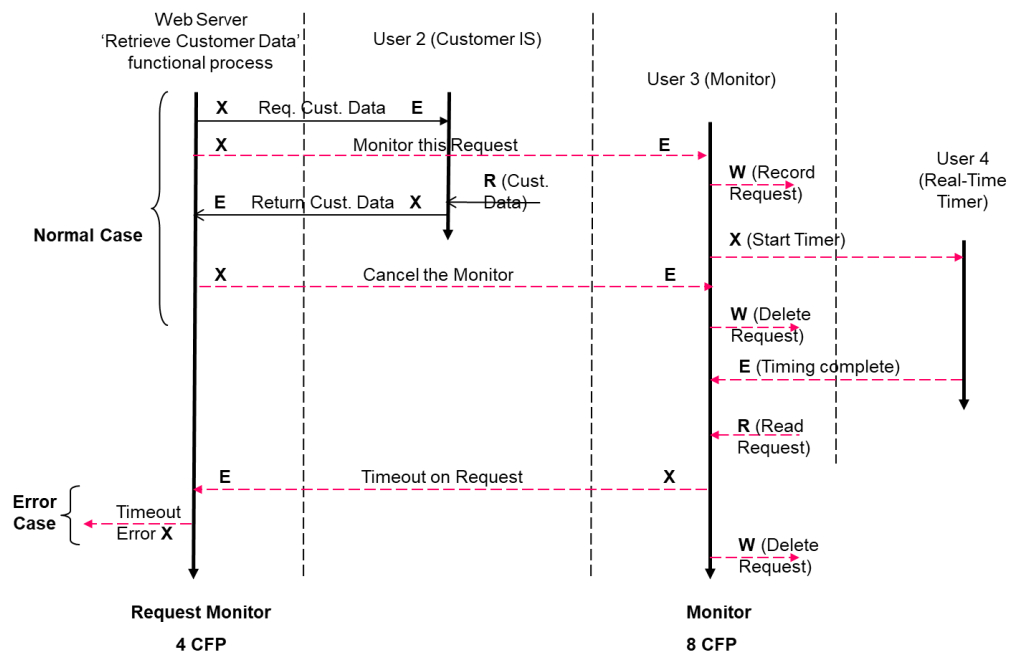 Web Server
'Retrieve Customer Data'
functional process
User 2 (Customer IS)
User 3 (Monitor)
User 4
(Real-Time
Timer)
X Req. Cust. Data E
X Monitor this Request E
W (Record
Request)
R (Cust.
Data)
E Return Cust. Data X
Normal Case
X (Start Timer)
X Cancel the Monitor E
W (Delete
Request)
E (Timing complete)
R (Read
Request)
E Timeout on Request X
Error
Case
Timeout
Error X
W (Delete
Request)
Request Monitor
4 CFP
Monitor
8 CFP